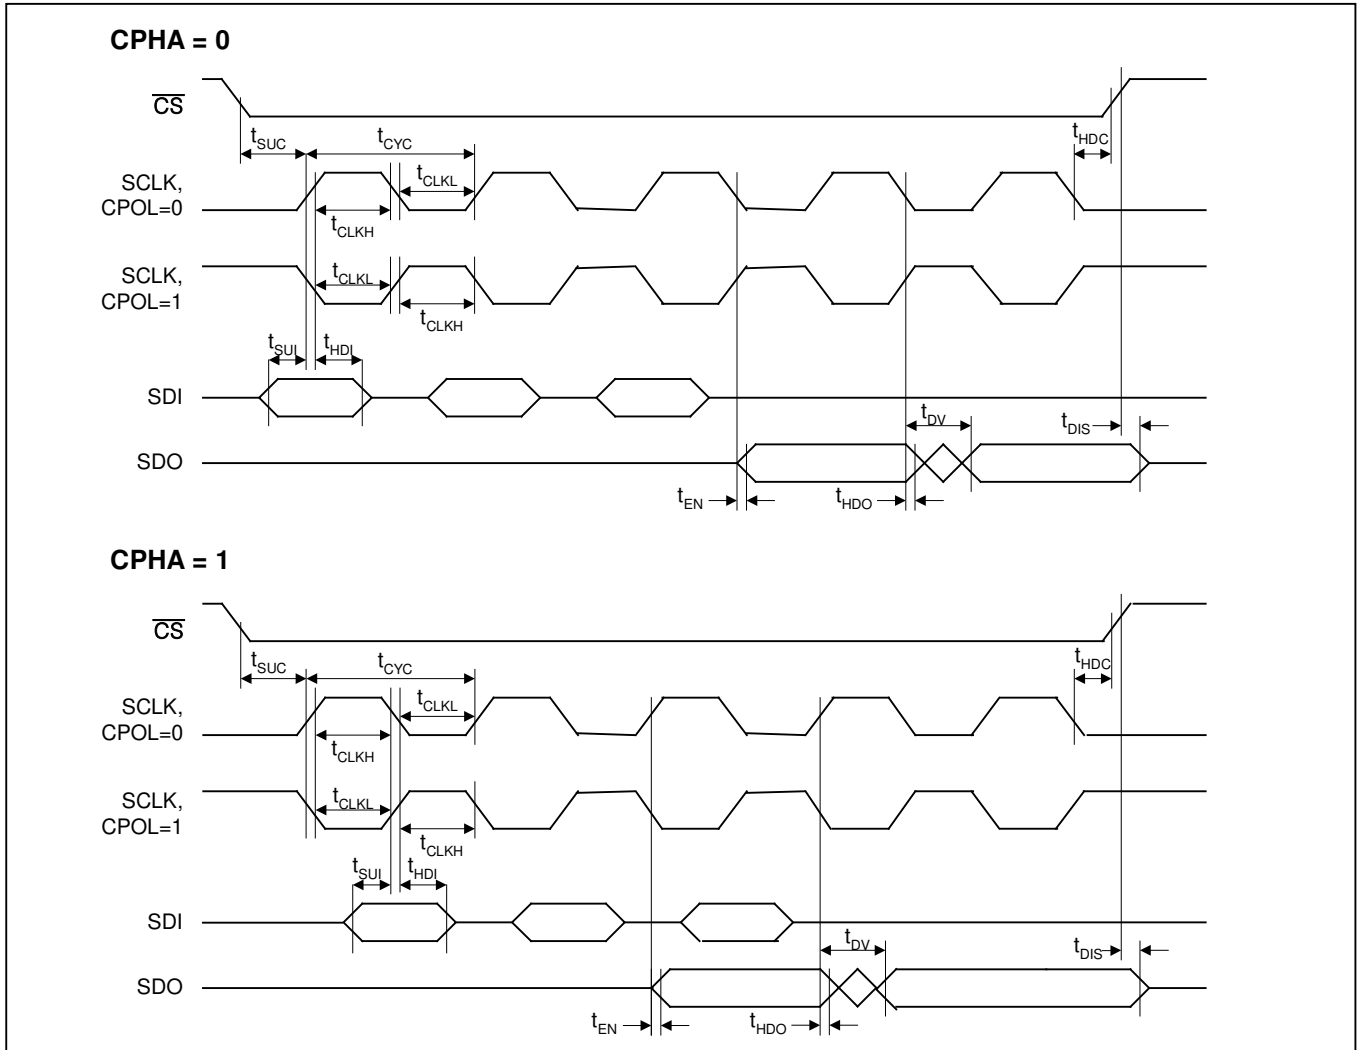 CPHA = 0
CS
tSUC
tCYC
tHDC
SCLK,
CPOL=0
tCLKL
tCLKH
SCLK,
CPOL=1
tCLKL
tCLKH
tSUI
tHDI
SDI
tDV
tDIS
SDO
tEN
tHDO
CPHA = 1
CS
tSUC
tCYC
tHDC
SCLK,
CPOL=0
tCLKL
tCLKH
SCLK,
CPOL=1
tCLKL
tCLKH
tSUI
tHDI
SDI
tDV
tDIS
SDO
tEN
tHDO